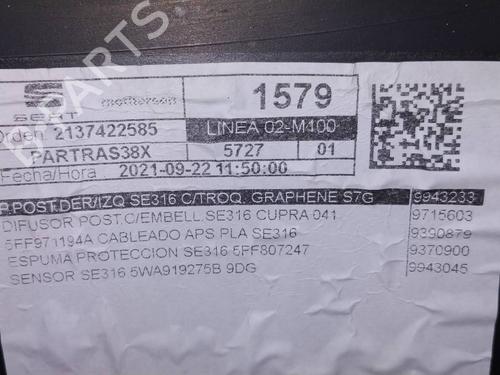 SEAT motherson 1579
Orden 2137422585 LINEA 02-M100
PARTRAS38X 5727 01
Fecha/Hora 2021-09-22 11:50:00
P.POST.DER/IZQ SE316 C/TROQ. GRAPHENE S7G 9943233
DIFUSOR POST.C/EMBELL.SE316 CUPRA 041 9715603
5FF971194A CABLEADO APS PLA SE316 9390879
ESPUMA PROTECCION SE316 5FF807247 9370900
SENSOR SE316 5WA919275B 9DG 9943045